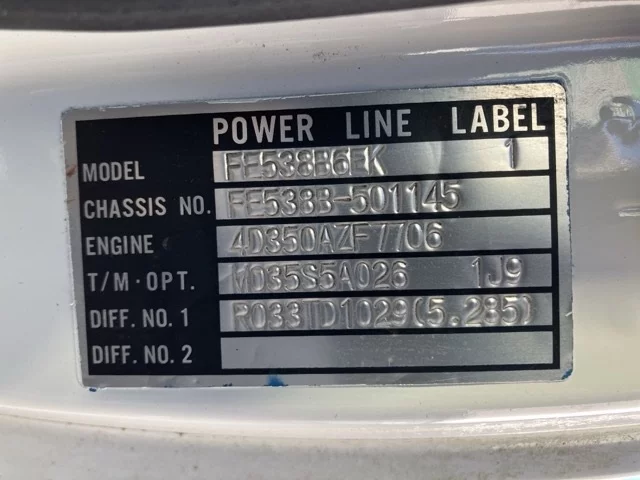 POWER LINE LABEL
MODEL FE538B6EK 1
CHASSIS NO. FE538B-501145
ENGINE 4D350AZF7706
T/M·OPT. M035S5A026 1J9
DIFF. NO. 1 R033TD1029(5.285)
DIFF. NO. 2